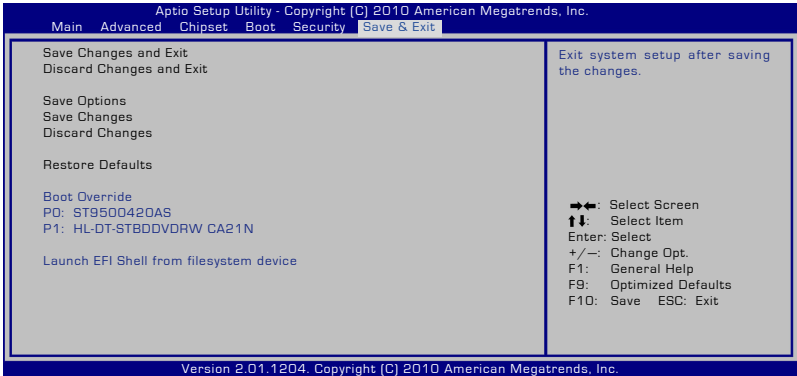 Aptio Setup Utility - Copyright (C) 2010 American Megatrends, Inc.
Main Advanced Chipset Boot Security Save & Exit
Save Changes and Exit
Discard Changes and Exit
Save Options
Save Changes
Discard Changes
Restore Defaults
Boot Override
P0: ST9500420AS
P1: HL-DT-STBDDVDRW CA21N
Launch EFI Shell from filesystem device
Exit system setup after saving
the changes.
→←: Select Screen
↑↓: Select Item
Enter: Select
+/—: Change Opt.
F1: General Help
F9: Optimized Defaults
F10: Save ESC: Exit
Version 2.01.1204. Copyright (C) 2010 American Megatrends, Inc.